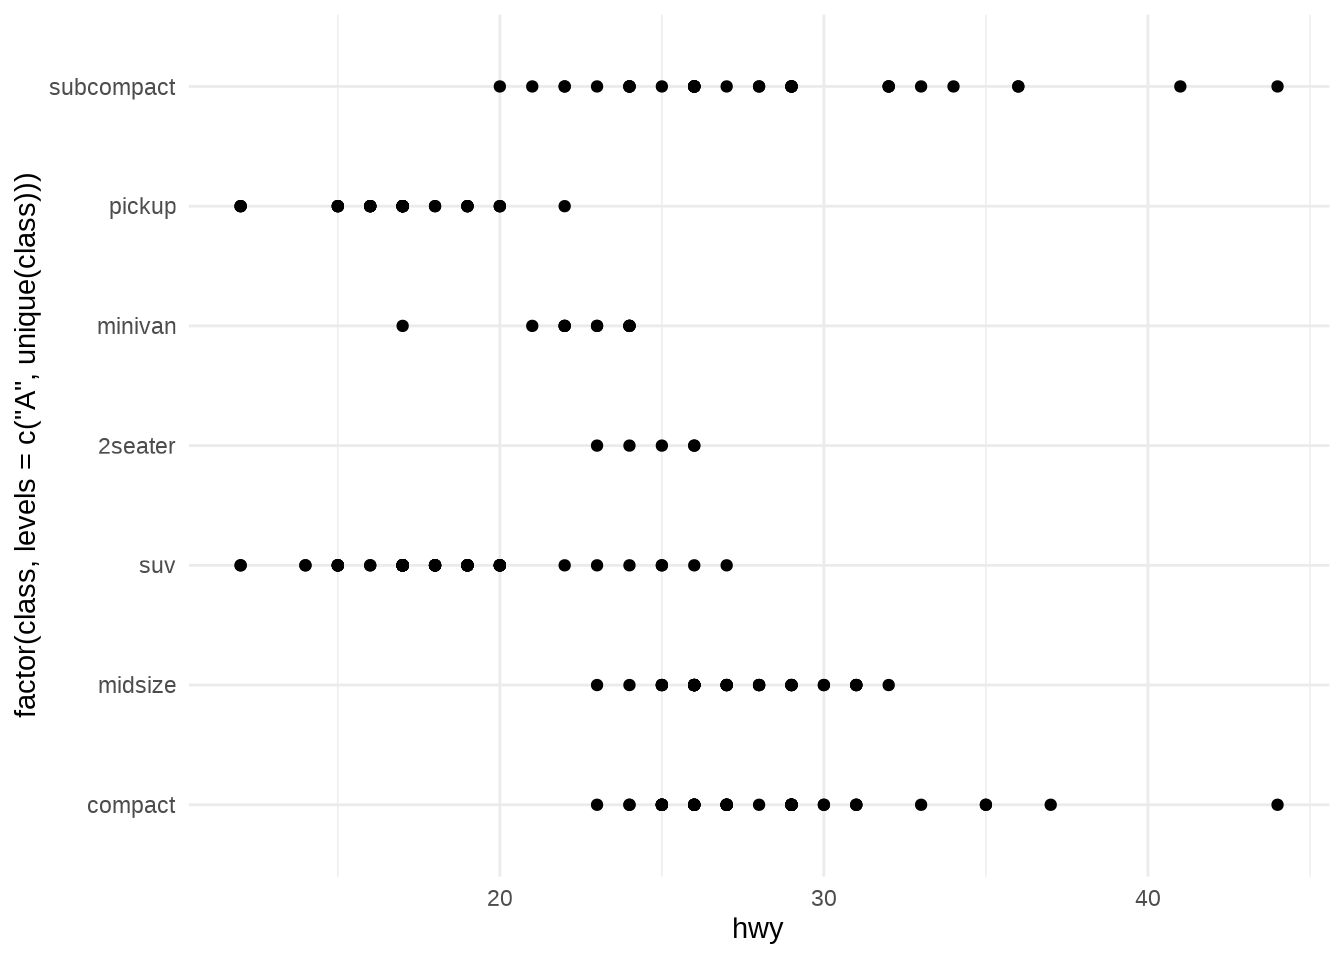 subcompact
pickup
minivan
2seater
suv
midsize
compact
factor(class, levels = c("A", unique(class)))
20 30 40
hwy